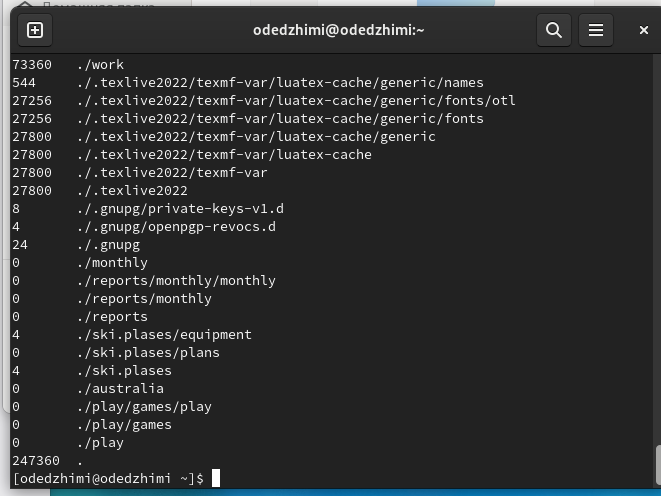 Домашняя папка
odedzhimi@odedzhimi:~
73360 ./work
544 ./.texlive2022/texmf-var/luatex-cache/generic/names
27256 ./.texlive2022/texmf-var/luatex-cache/generic/fonts/otl
27256 ./.texlive2022/texmf-var/luatex-cache/generic/fonts
27800 ./.texlive2022/texmf-var/luatex-cache/generic
27800 ./.texlive2022/texmf-var/luatex-cache
27800 ./.texlive2022/texmf-var
27800 ./.texlive2022
8 ./.gnupg/private-keys-v1.d
4 ./.gnupg/openpgp-revocs.d
24 ./.gnupg
0 ./monthly
0 ./reports/monthly/monthly
0 ./reports/monthly
0 ./reports
4 ./ski.plases/equipment
0 ./ski.plases/plans
4 ./ski.plases
0 ./australia
0 ./play/games/play
0 ./play/games
0 ./play
247360 .
[odedzhimi@odedzhimi ~]$